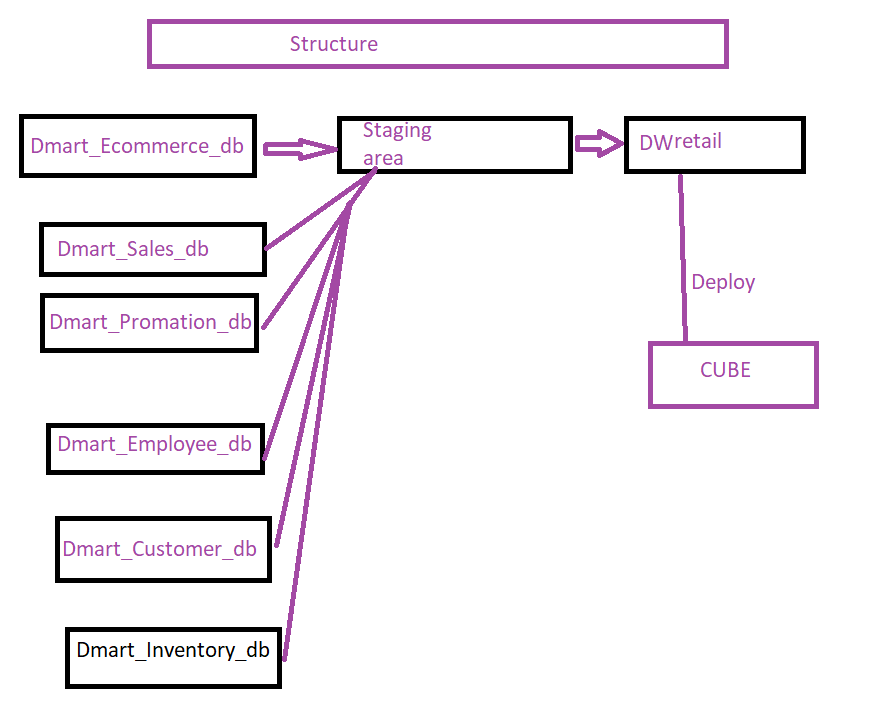 Structure
Dmart_Ecommerce_db
Staging
area
DWretail
Dmart_Sales_db
Deploy
Dmart_Promation_db
CUBE
Dmart_Employee_db
Dmart_Customer_db
Dmart_Inventory_db